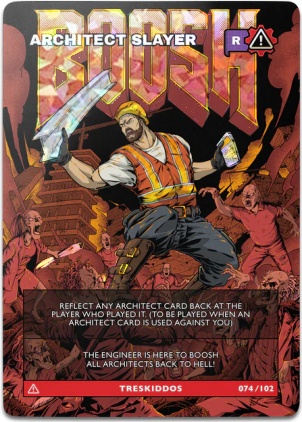 BOOSH
ARCHITECT SLAYER
R
REFLECT ANY ARCHITECT CARD BACK AT THE
PLAYER WHO PLAYED IT. (TO BE PLAYED WHEN AN
ARCHITECT CARD IS USED AGAINST YOU)
THE ENGINEER IS HERE TO BOOSH
ALL ARCHITECTS BACK TO HELL!
TRESKIDDOS
074 /102